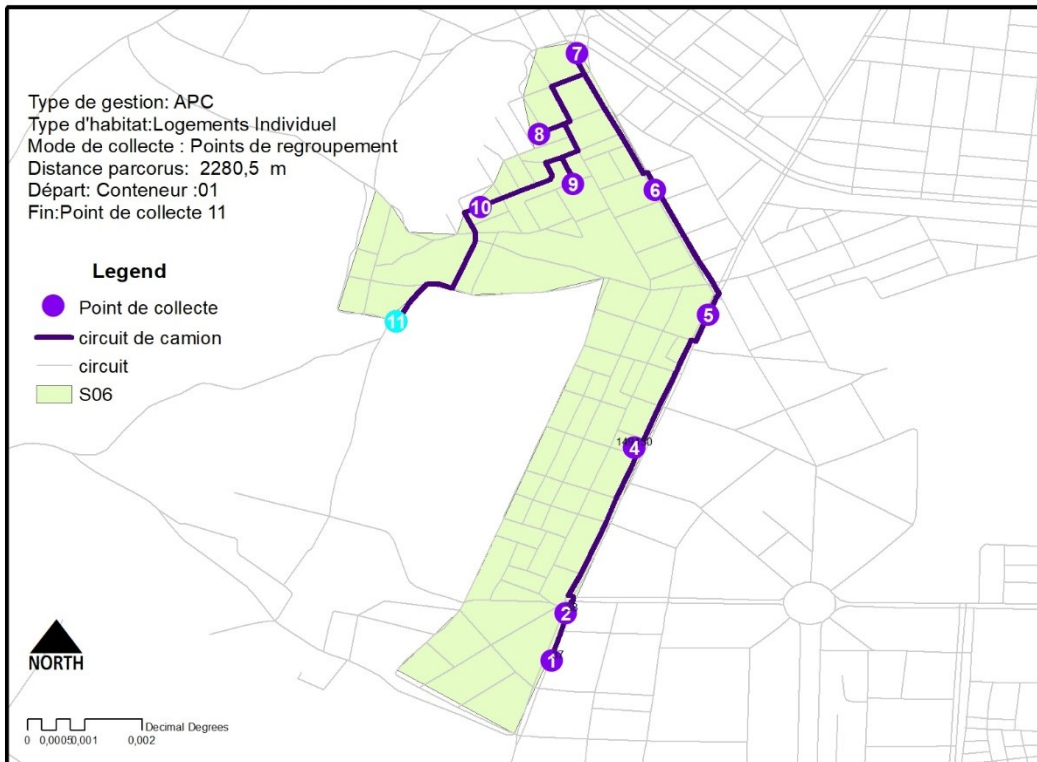 Type de gestion: APC
Type d'habitat:Logements Individuel
Mode de collecte : Points de regroupement
Distance parcorus: 2280,5 m
Départ: Conteneur :01
Fin:Point de collecte 11
Legend
Point de collecte
circuit de camion
circuit
S06
7
8
9
6
10
5
11
4
2
1
NORTH
Decimal Degrees
0 0,00050,001 0,002